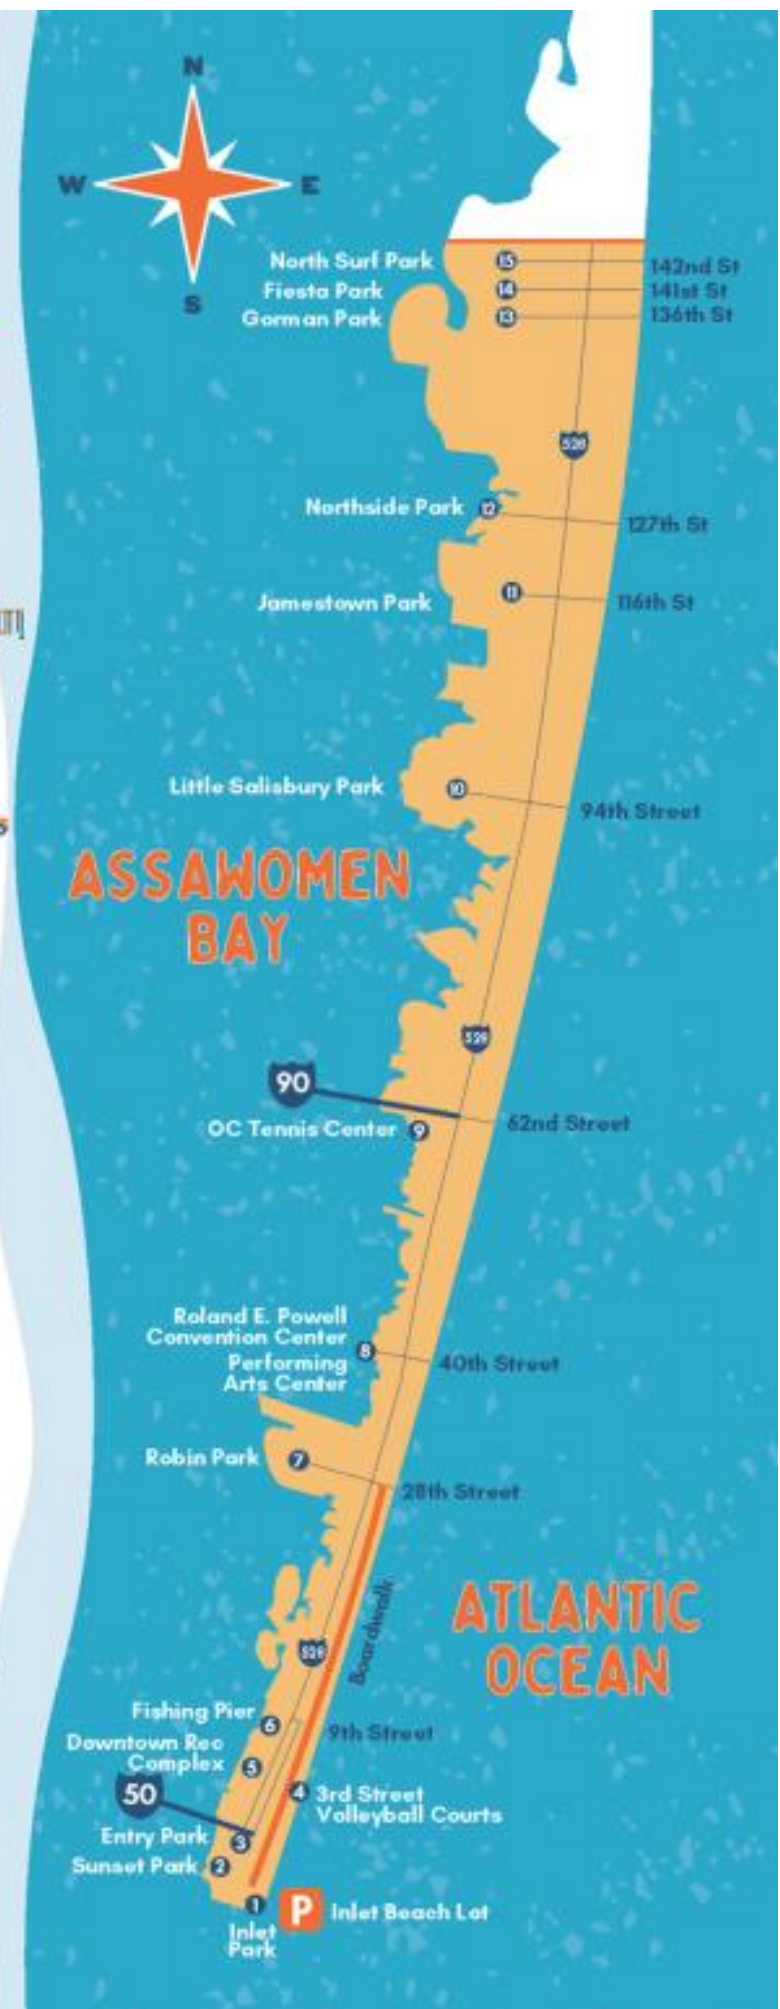 N
W
E
S
North Surf Park
15
142nd St
Fiesta Park
14
141st St
Gorman Park
13
136th St
528
Northside Park
12
127th St
Jamestown Park
11
116th St
Little Salisbury Park
10
94th Street
ASSAWOMEN
BAY
528
90
62nd Street
OC Tennis Center
9
Roland E. Powell
Convention Center
Performing
Arts Center
8
40th Street
Robin Park
7
28th Street
ATLANTIC
OCEAN
Boardwalk
528
Fishing Pier
6
9th Street
Downtown Rec
Complex
5
50
4
3rd Street
Volleyball Courts
Entry Park
3
Sunset Park
2
1
P
Inlet Beach Lot
Inlet
Park